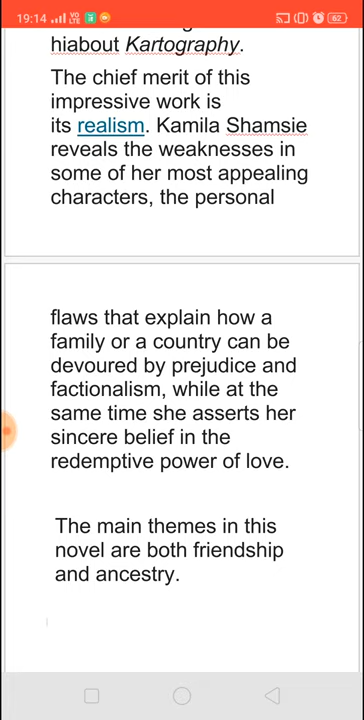 19:14
62
hiabout Kartography.
The chief merit of this
impressive work is
its realism. Kamila Shamsie
reveals the weaknesses in
some of her most appealing
characters, the personal
flaws that explain how a
family or a country can be
devoured by prejudice and
factionalism, while at the
same time she asserts her
sincere belief in the
redemptive power of love.
The main themes in this
novel are both friendship
and ancestry.